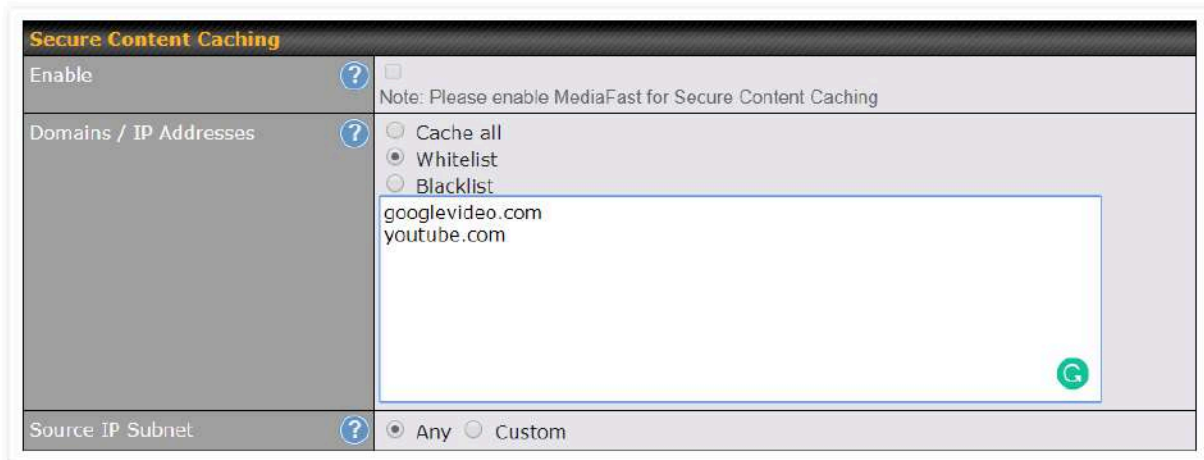 Secure Content Caching
Enable ?
Note: Please enable MediaFast for Secure Content Caching
Domains / IP Addresses ?
Cache all
Whitelist
Blacklist
googlevideo.com
youtube.com
G
Source IP Subnet ? Any Custom